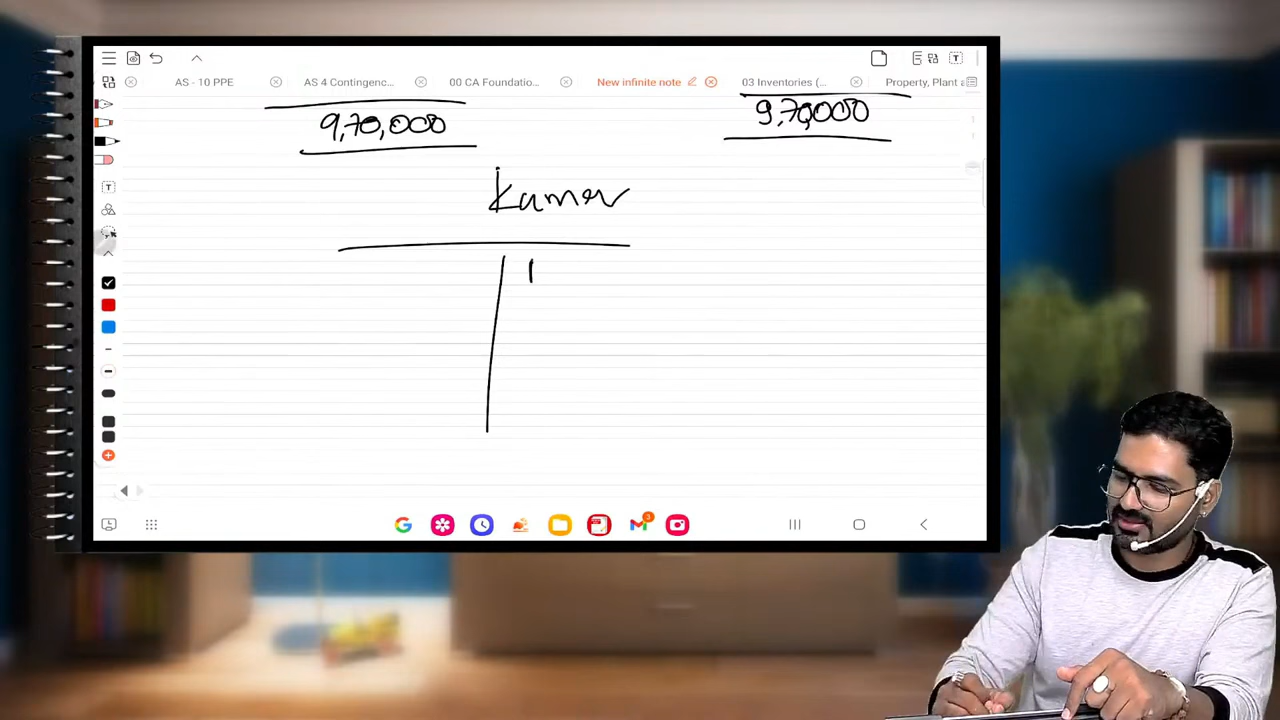 AS - 10 PPE
AS 4 Contingenc...
00 CA Foundatio...
New infinite note
03 Inventories (...
Property, Plant a
9,70,000
9,70,000
Kumar